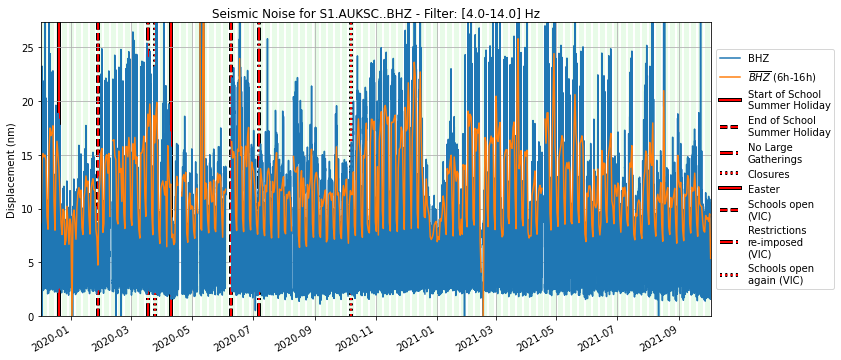 Seismic Noise for S1.AUKSC..BHZ - Filter: [4.0-14.0] Hz
Displacement (nm)
25
20
15
10
5
0
2020-01
2020-03
2020-05
2020-07
2020-09
2020-11
2021-01
2021-03
2021-05
2021-07
2021-09
BHZ
BHZ (6h-16h)
Start of School
Summer Holiday
End of School
Summer Holiday
No Large
Gatherings
Closures
Easter
Schools open
(VIC)
Restrictions
re-imposed
(VIC)
Schools open
again (VIC)